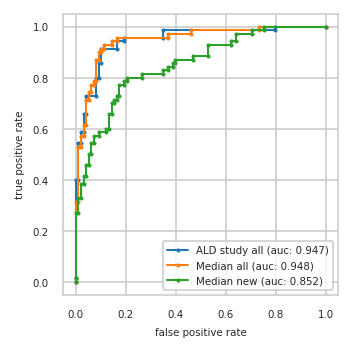 1.0
0.8
0.6
0.4
0.2
0.0
true positive rate
ALD study all (auc: 0.947)
Median all (auc: 0.948)
Median new (auc: 0.852)
0.0 0.2 0.4 0.6 0.8 1.0
false positive rate